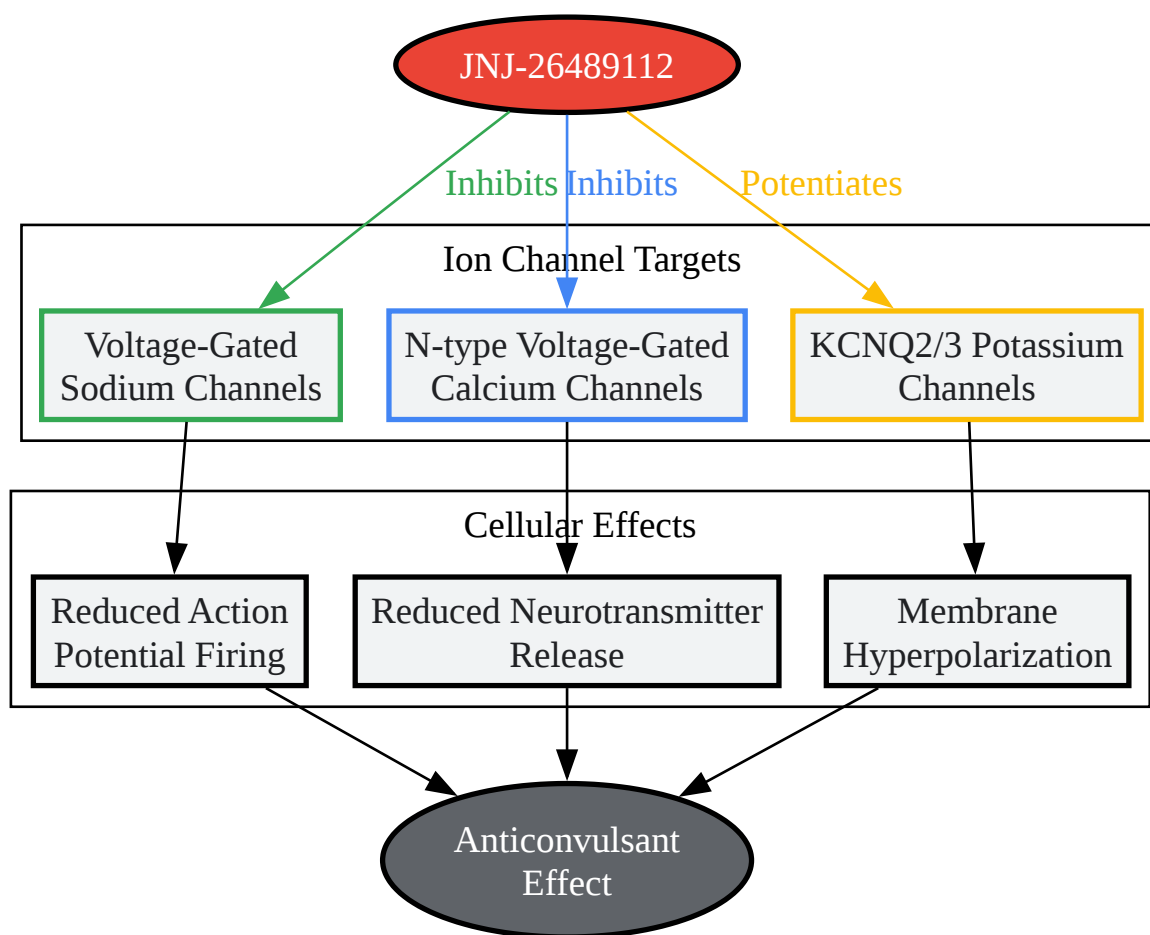 JNJ-26489112
Inhibits
Inhibits
Potentiates
Ion Channel Targets
Voltage-Gated
Sodium Channels
N-type Voltage-Gated
Calcium Channels
KCNQ2/3 Potassium
Channels
Cellular Effects
Reduced Action
Potential Firing
Reduced Neurotransmitter
Release
Membrane
Hyperpolarization
Anticonvulsant
Effect